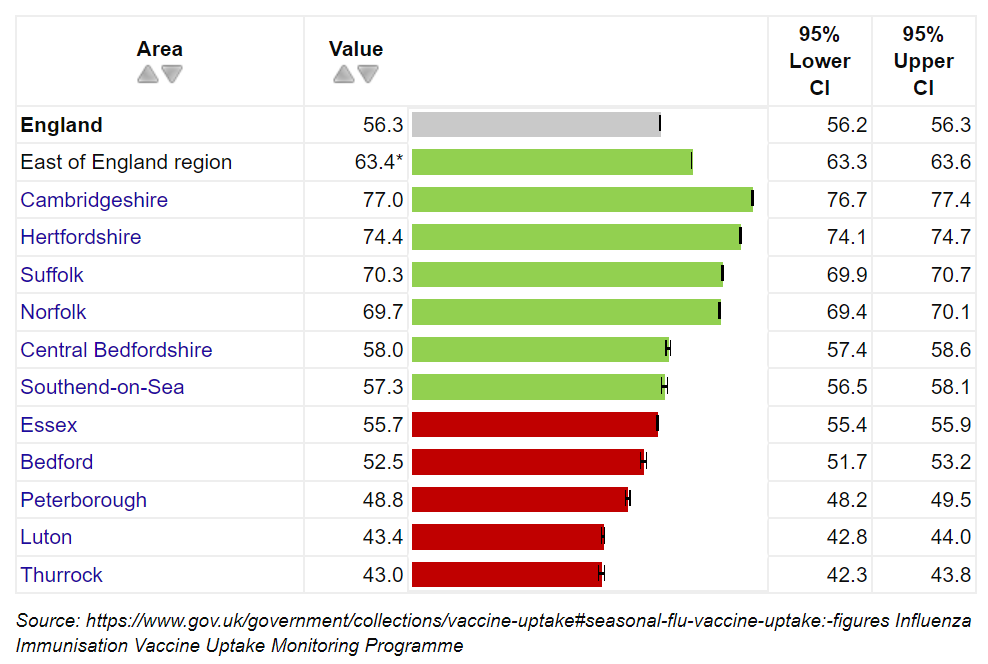 Area Value 95% Lower CI 95% Upper CI
England 56.3 56.2 56.3
East of England region 63.4* 63.3 63.6
Cambridgeshire 77.0 76.7 77.4
Hertfordshire 74.4 74.1 74.7
Suffolk 70.3 69.9 70.7
Norfolk 69.7 69.4 70.1
Central Bedfordshire 58.0 57.4 58.6
Southend-on-Sea 57.3 56.5 58.1
Essex 55.7 55.4 55.9
Bedford 52.5 51.7 53.2
Peterborough 48.8 48.2 49.5
Luton 43.4 42.8 44.0
Thurrock 43.0 42.3 43.8
Source: https://www.gov.uk/government/collections/vaccine-uptake#seasonal-flu-vaccine-uptake:-figures Influenza
Immunisation Vaccine Uptake Monitoring Programme